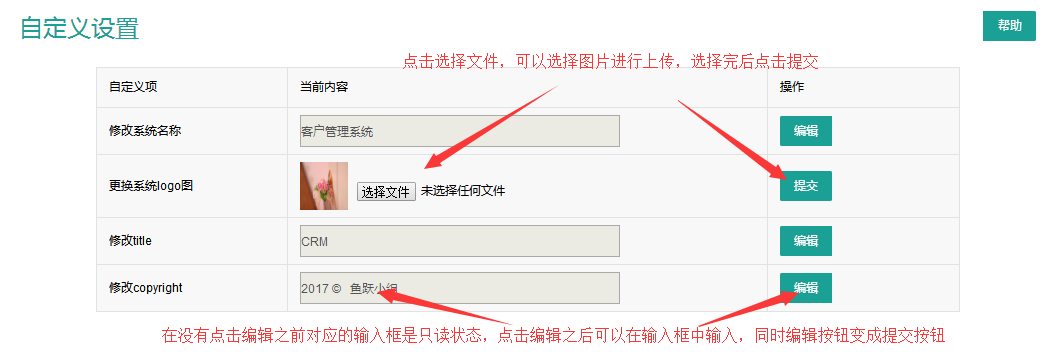 自定义设置
帮助
点击选择文件，可以选择图片进行上传，选择完后点击提交
自定义项 当前内容 操作
修改系统名称 客户管理系统 编辑
更换系统logo图 选择文件 未选择任何文件 提交
修改title CRM 编辑
修改copyright 2017 © 鱼跃小组 编辑
在没有点击编辑之前对应的输入框是只读状态，点击编辑之后可以在输入框中输入，同时编辑按钮变成提交按钮